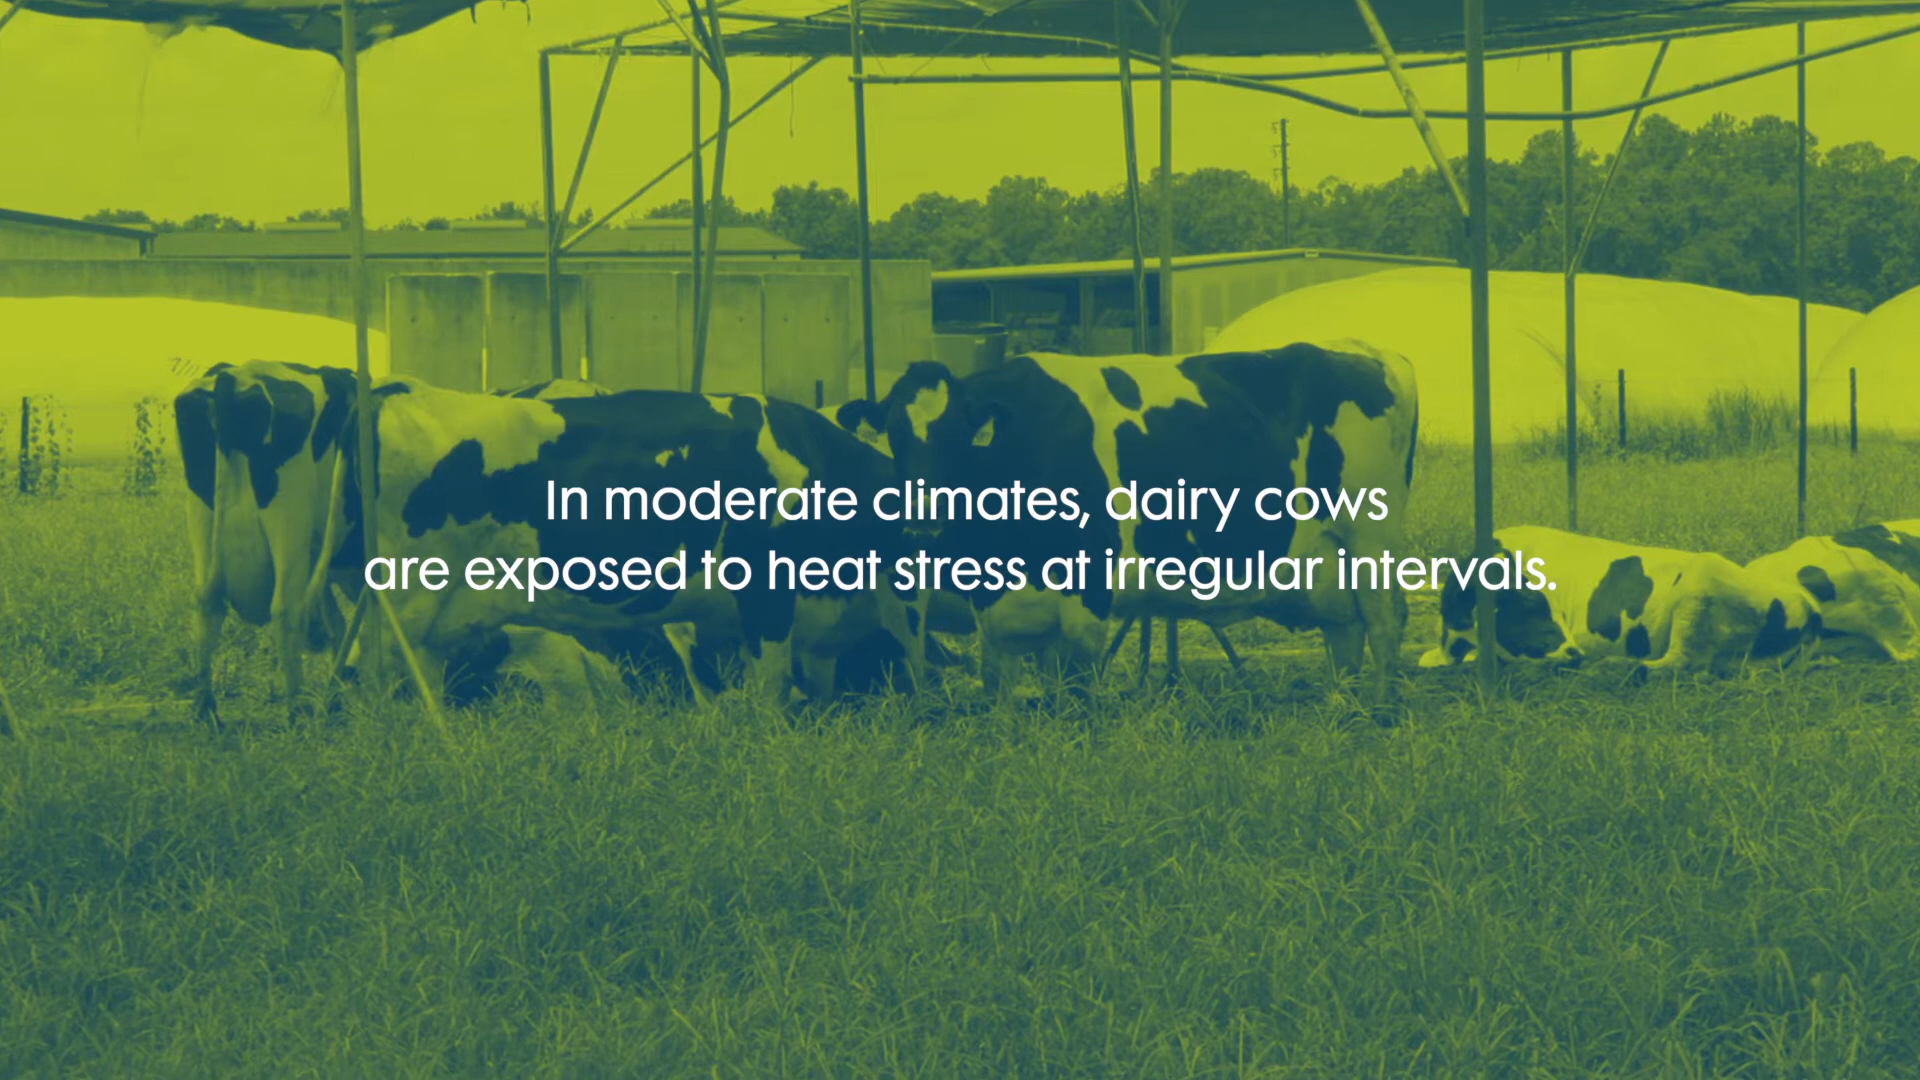 In moderate climates, dairy cows
are exposed to heat stress at irregular intervals.